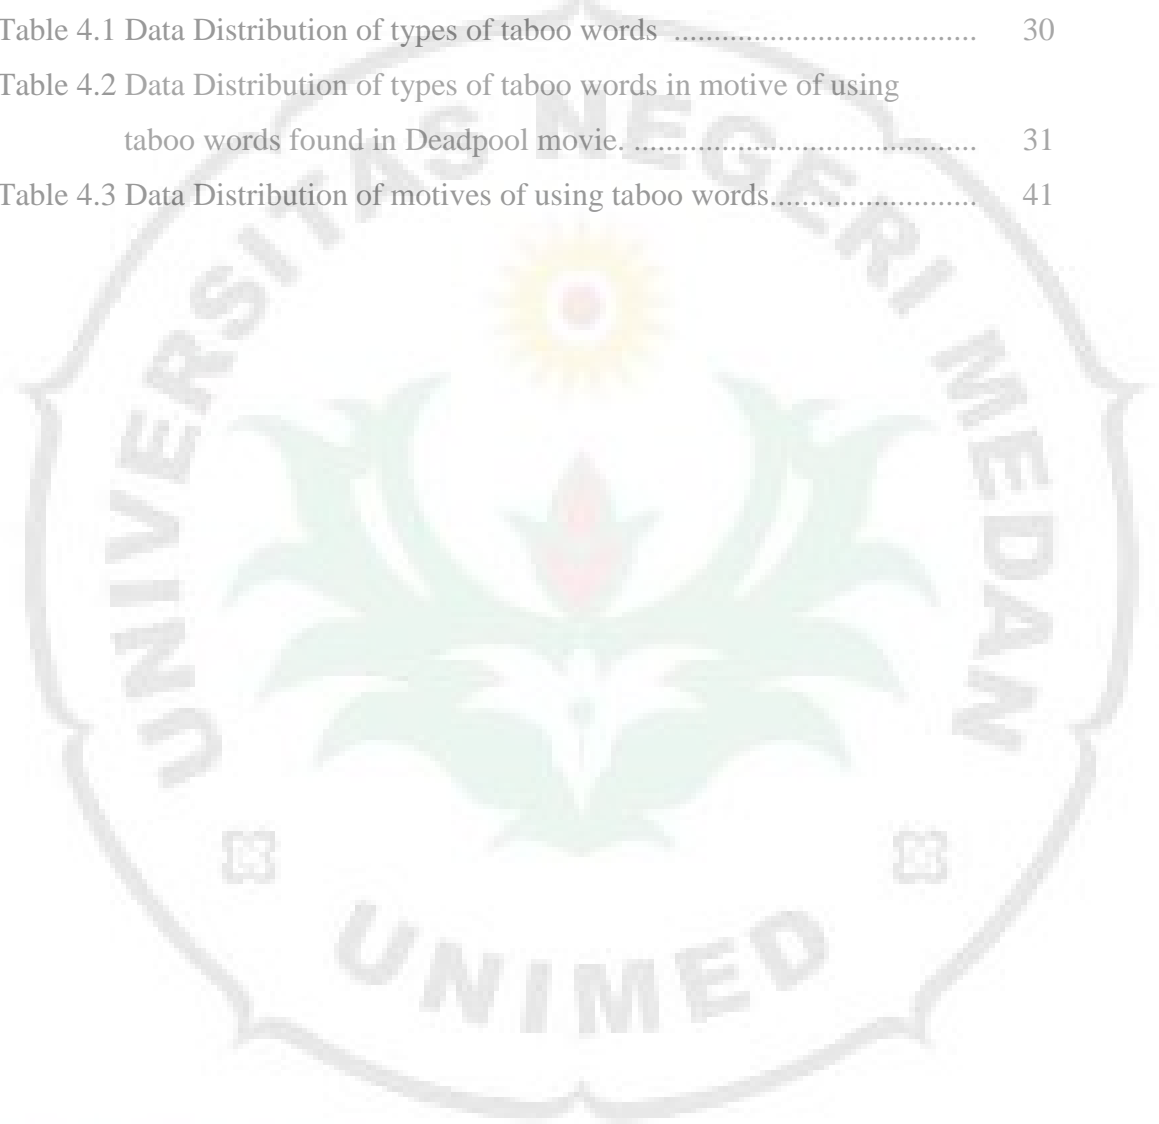 Table 4.1 Data Distribution of types of taboo words .................................... 30
Table 4.2 Data Distribution of types of taboo words in motive of using
taboo words found in Deadpool movie. ......................................... 31
Table 4.3 Data Distribution of motives of using taboo words......................... 41
UNIVERSITAS NEGERI MEDAN
UNIMED